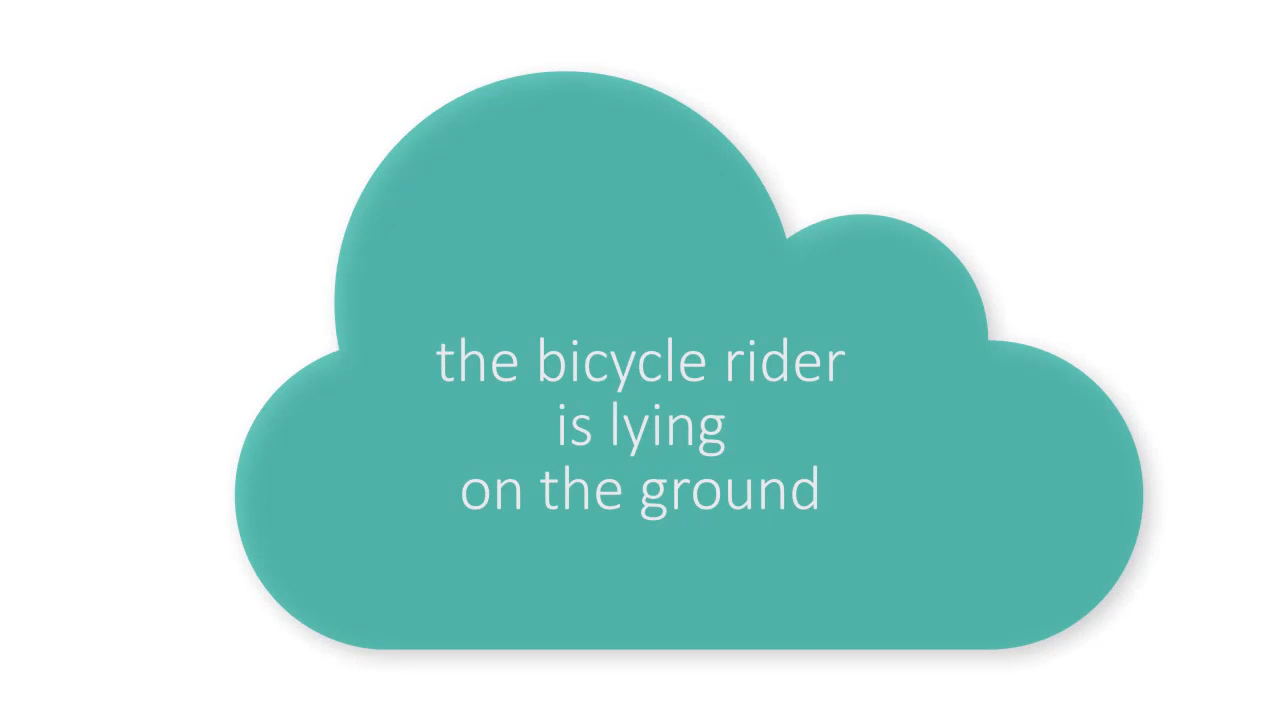 the bicycle rider
is lying
on the ground